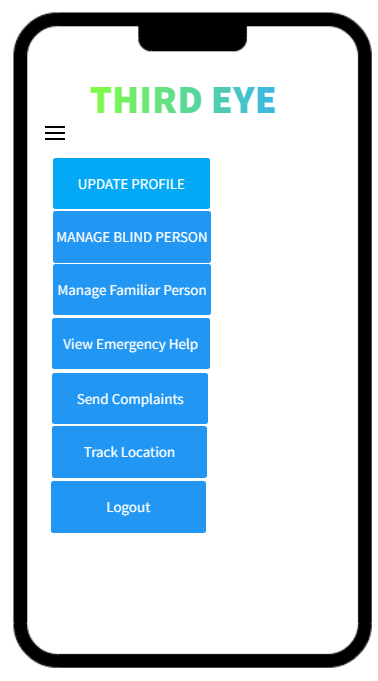 THIRD EYE
UPDATE PROFILE
MANAGE BLIND PERSON
Manage Familiar Person
View Emergency Help
Send Complaints
Track Location
Logout